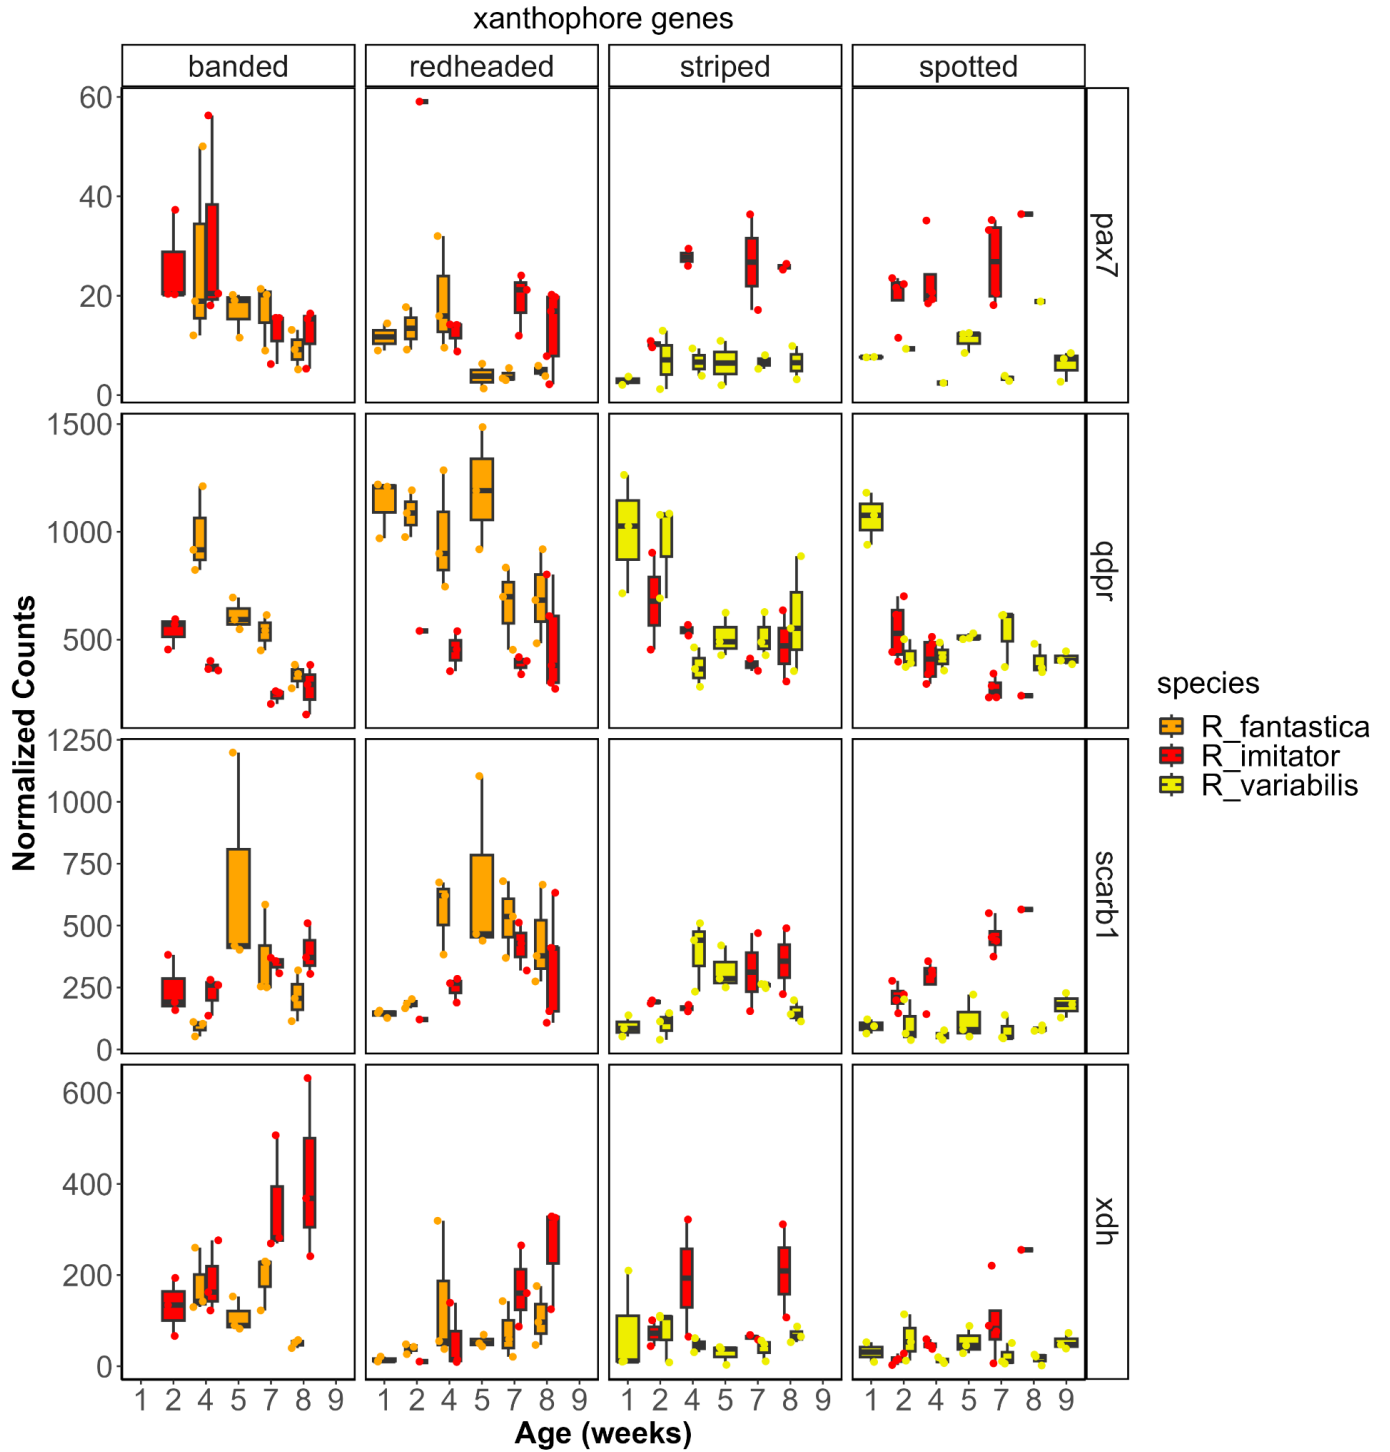 xanthophore genes
banded redheaded striped spotted
60
40
20
0
pax7
1500
1000
500
qdpr
1250
1000
750
500
250
0
scarb1
600
400
200
0
xdh
Normalized Counts
1 2 4 5 7 8 9 1 2 4 5 7 8 9 1 2 4 5 7 8 9 1 2 4 5 7 8 9
Age (weeks)
species
R_fantastica
R_imitator
R_variabilis